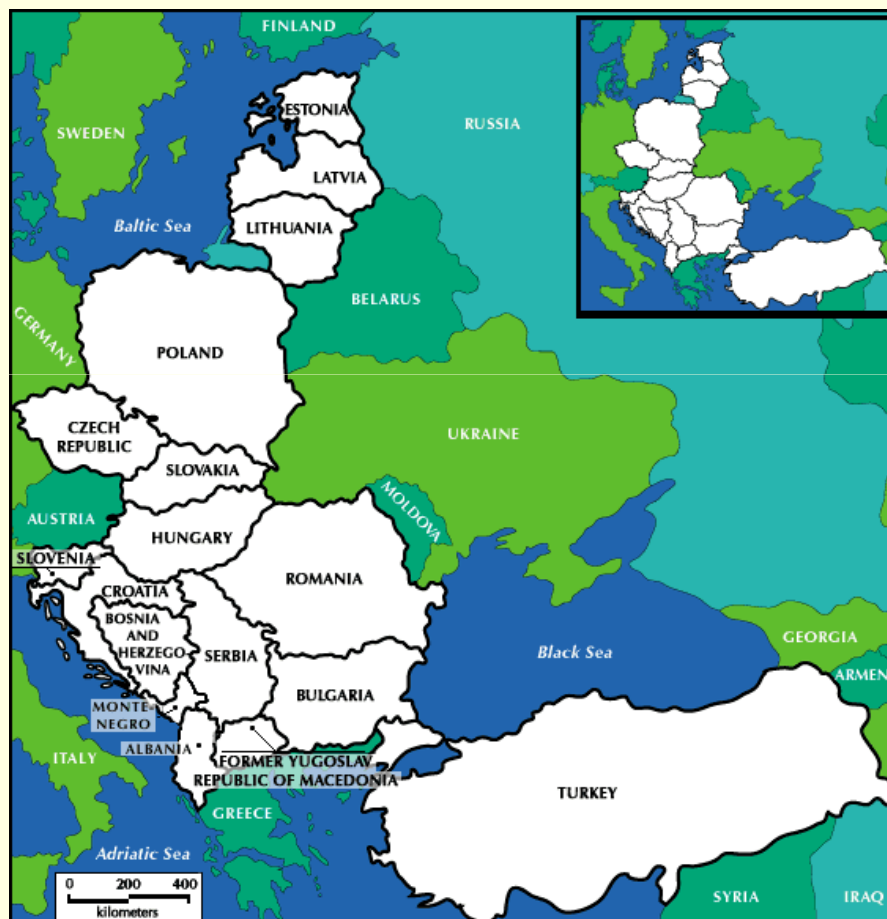 FINLAND
ESTONIA
SWEDEN
RUSSIA
LATVIA
Baltic Sea
LITHUANIA
BELARUS
GERMANY
POLAND
CZECH
REPUBLIC
UKRAINE
SLOVAKIA
MOLDOVA
AUSTRIA
HUNGARY
SLOVENIA
ROMANIA
CROATIA
BOSNIA
AND
HERZEGO-
VINA
SERBIA
Black Sea
GEORGIA
ARMEN
BULGARIA
MONTE-
NEGRO
ALBANIA
ITALY
FORMER YUGOSLAV
REPUBLIC OF MACEDONIA
TURKEY
GREECE
Adriatic Sea
0 200 400
kilometers
SYRIA
IRAQ